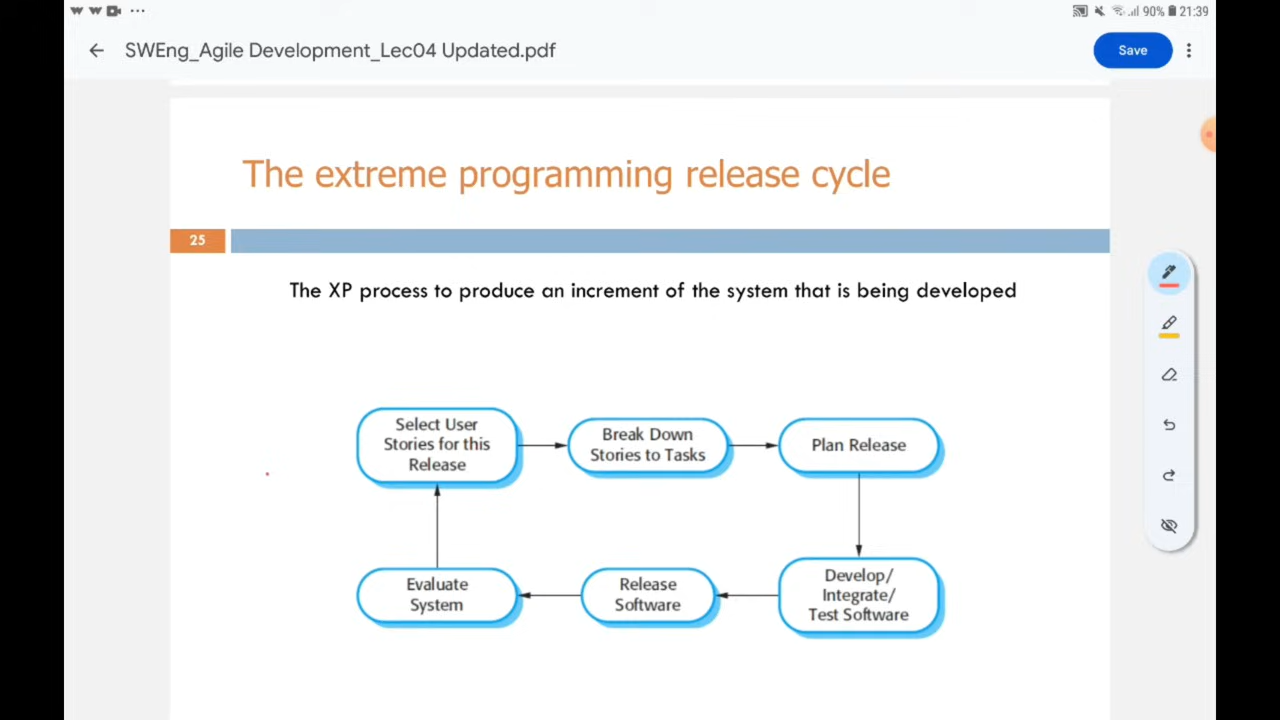 90% 21:39
SWEng_Agile Development_Lec04 Updated.pdf
Save
The extreme programming release cycle
25
The XP process to produce an increment of the system that is being developed
Select User
Stories for this
Release
Break Down
Stories to Tasks
Plan Release
Evaluate
System
Release
Software
Develop/
Integrate/
Test Software